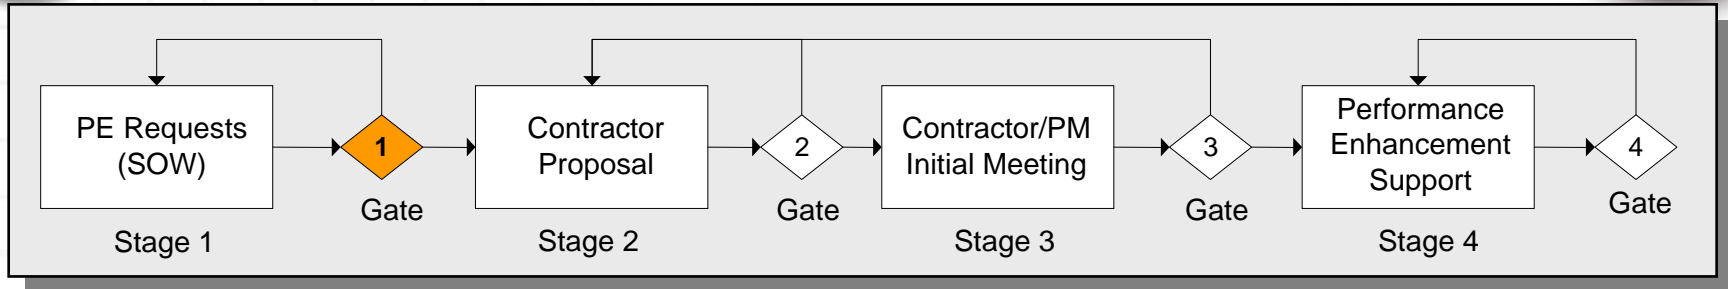 PE Requests
(SOW)
1
Gate
Stage 1
Contractor
Proposal
2
Gate
Stage 2
Contractor/PM
Initial Meeting
3
Gate
Stage 3
Performance
Enhancement
Support
4
Gate
Stage 4